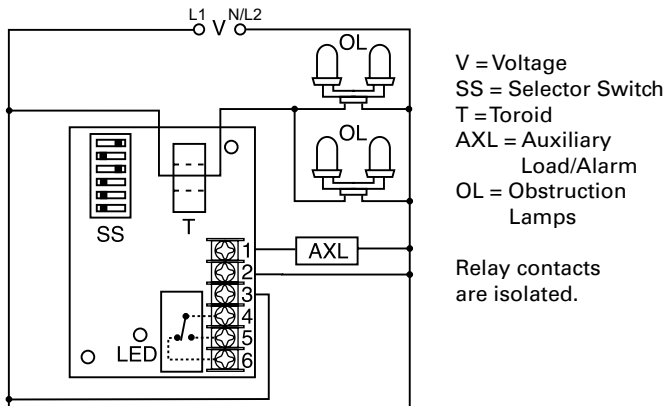 L1 V N/L2
OL
OL
SS
T
1
AXL
2
3
4
5
LED
6
V = Voltage
SS = Selector Switch
T = Toroid
AXL = Auxiliary
Load/Alarm
OL = Obstruction
Lamps
Relay contacts
are isolated.